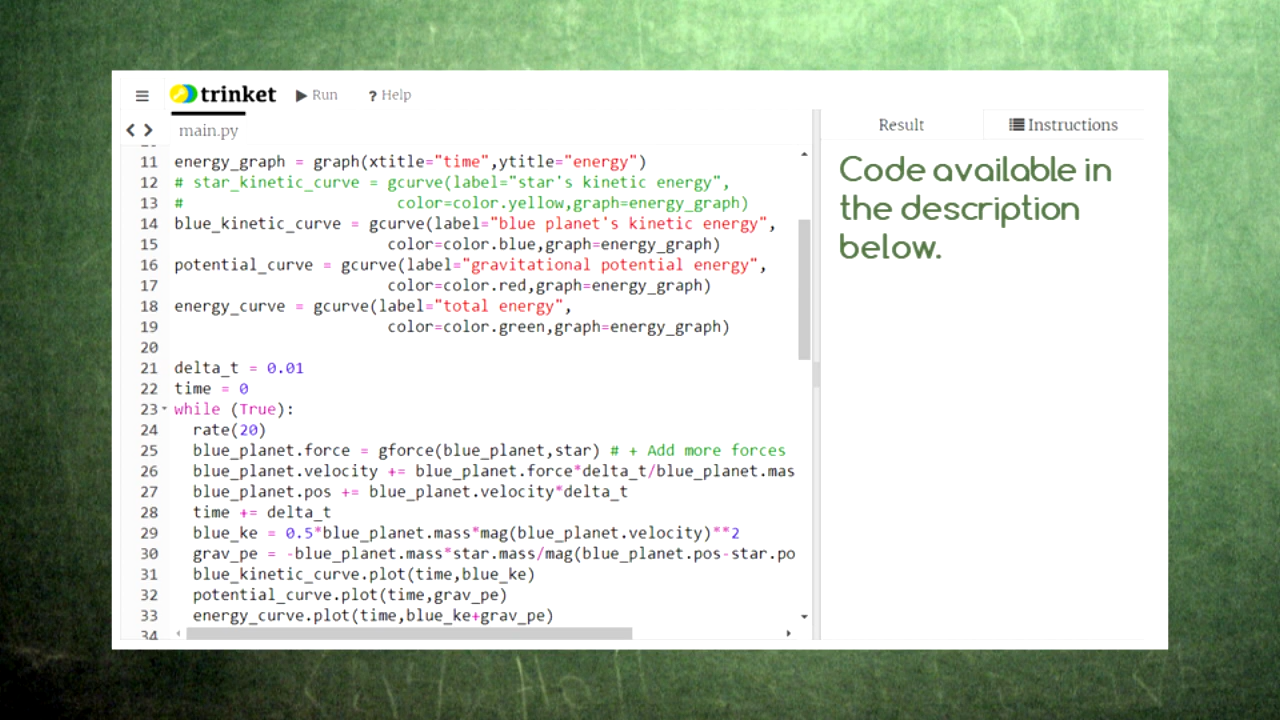 trinket Run ? Help
main.py
Result Instructions
11 energy_graph = graph(xtitle="time",ytitle="energy")
12 # star_kinetic_curve = gcurve(label="star's kinetic energy",
13 # color=color.yellow,graph=energy_graph)
14 blue_kinetic_curve = gcurve(label="blue planet's kinetic energy",
15 color=color.blue,graph=energy_graph)
16 potential_curve = gcurve(label="gravitational potential energy",
17 color=color.red,graph=energy_graph)
18 energy_curve = gcurve(label="total energy",
19 color=color.green,graph=energy_graph)
20
21 delta_t = 0.01
22 time = 0
23 while (True):
24 rate(20)
25 blue_planet.force = gforce(blue_planet,star) # + Add more forces
26 blue_planet.velocity += blue_planet.force*delta_t/blue_planet.mas
27 blue_planet.pos += blue_planet.velocity*delta_t
28 time += delta_t
29 blue_ke = 0.5*blue_planet.mass*mag(blue_planet.velocity)**2
30 grav_pe = -blue_planet.mass*star.mass/mag(blue_planet.pos-star.po
31 blue_kinetic_curve.plot(time,blue_ke)
32 potential_curve.plot(time,grav_pe)
33 energy_curve.plot(time,blue_ke+grav_pe)
34
Code available in
the description
below.